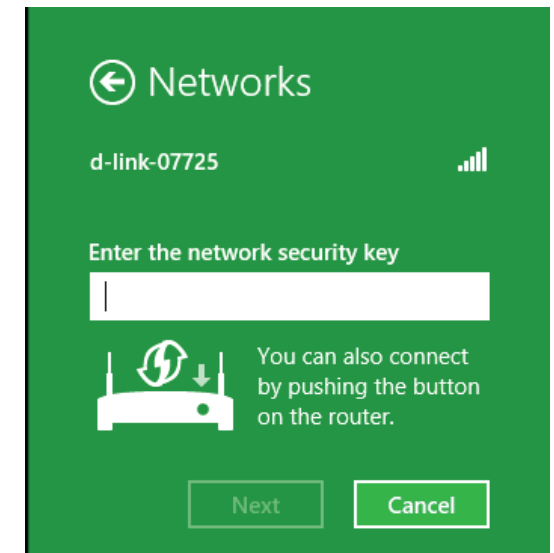 Networks
d-link-07725
Enter the network security key
You can also connect
by pushing the button
on the router.
Next
Cancel